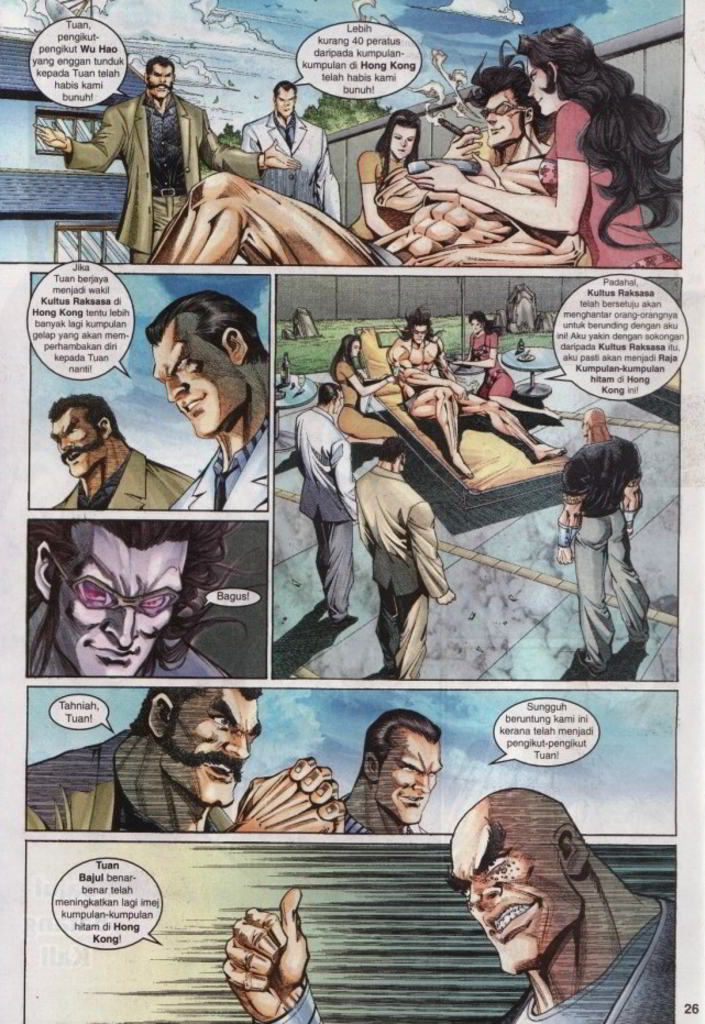 Tuan,
pengikut-
pengikut Wu Hao
yang enggan tunduk
kepada Tuan telah
habis kami
bunuh!
Lebih
kurang 40 peratus
daripada kumpulan-
kumpulan di Hong Kong
telah habis kami
bunuh!
Jika
Tuan berjaya
menjadi wakil
Kultus Raksasa di
Hong Kong tentu lebih
banyak lagi kumpulan
gelap yang akan mem-
perhambakan diri
kepada Tuan
nanti!
Padahal,
Kultus Raksasa
telah bersetuju akan
menghantar orang-orangnya
untuk berunding dengan aku
ini! Aku yakin dengan sokongan
daripada Kultus Raksasa itu,
aku pasti akan menjadi Raja
Kumpulan-kumpulan
hitam di Hong
Kong ini!
Bagus!
Tahniah,
Tuan!
Sungguh
beruntung kami ini
kerana telah menjadi
pengikut-pengikut
Tuan!
Tuan
Bajul benar-
benar telah
meningkatkan lagi imej
kumpulan-kumpulan
hitam di Hong
Kong!
26